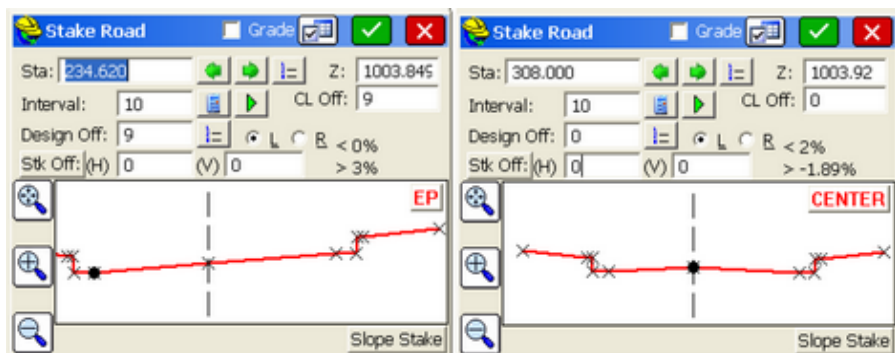 Stake Road Grade
Sta: 234.620 Z: 1003.849
Interval: 10 CL Off: 9
Design Off: 9 L R < 0%
Stk Off: (H) 0 (V) 0 > 3%
EP
Slope Stake
Stake Road Grade
Sta: 308.000 Z: 1003.92
Interval: 10 CL Off: 0
Design Off: 0 L R < 2%
Stk Off: (H) 0 (V) 0 > -1.89%
CENTER
Slope Stake